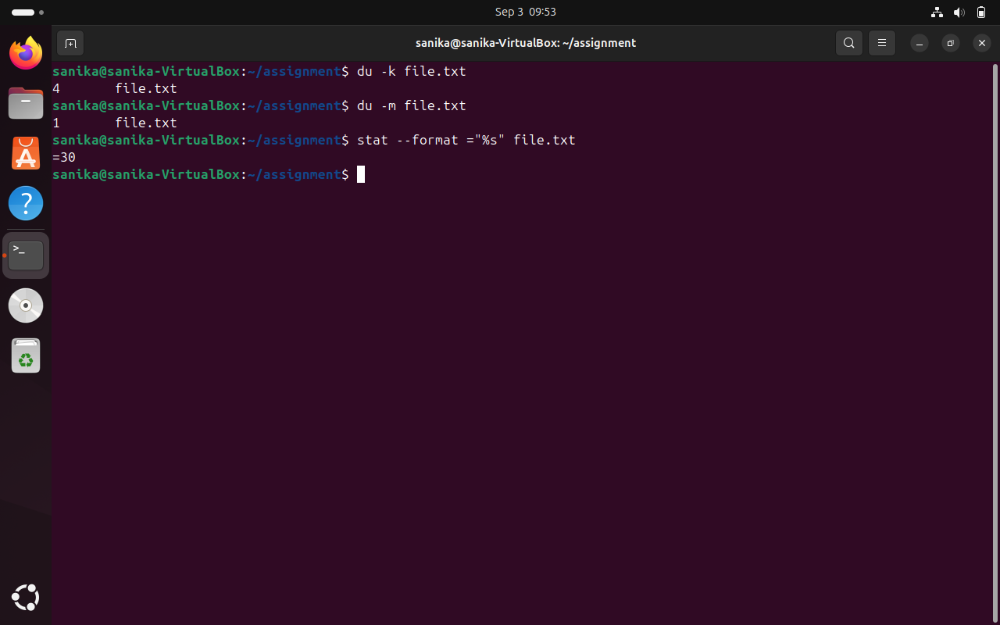 Sep 3 09:53
sanika@sanika-VirtualBox: ~/assignment
sanika@sanika-VirtualBox:~/assignment$ du -k file.txt
4 file.txt
sanika@sanika-VirtualBox:~/assignment$ du -m file.txt
1 file.txt
sanika@sanika-VirtualBox:~/assignment$ stat --format ="%s" file.txt
=30
sanika@sanika-VirtualBox:~/assignment$